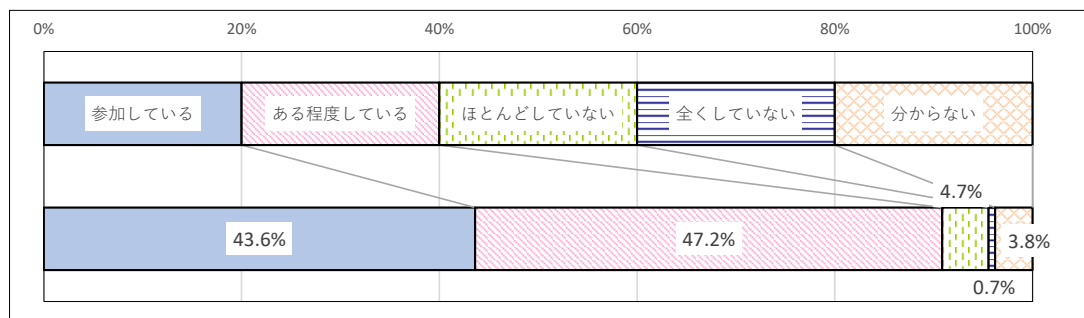 0% 20% 40% 60% 80% 100%
参加している ある程度している ほとんどしていない 全くしていない 分からない
4.7%
43.6% 47.2% 3.8%
0.7%